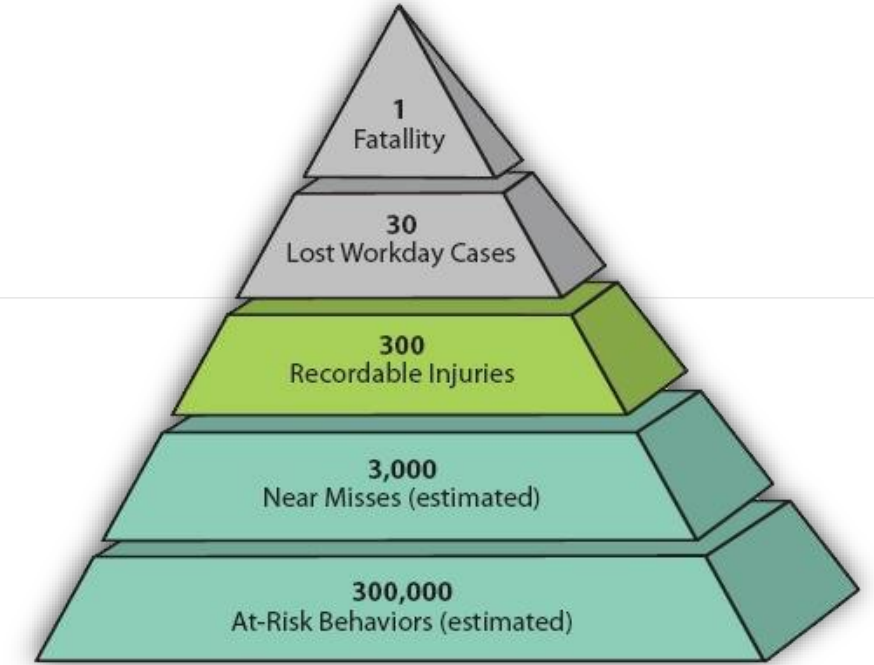 1
Fatallity
30
Lost Workday Cases
300
Recordable Injuries
3,000
Near Misses (estimated)
300,000
At-Risk Behaviors (estimated)